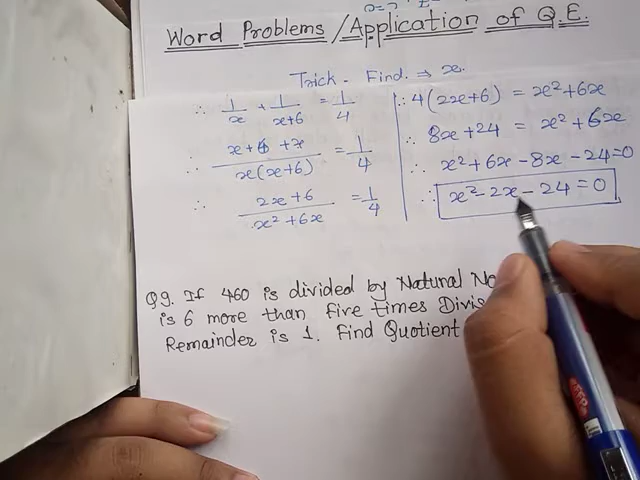 Word Problems/Application of Q.E.
Trick - Find ⇒ x.
∴ 1/x + 1/x+6 = 1/4
∴ x+6+x / x(x+6) = 1/4
∴ 2x+6 / x²+6x = 1/4
∴ 4(2x+6) = x²+6x
∴ 8x+24 = x²+6x
∴ x²+6x-8x-24=0
∴ x²-2x-24=0
Q9. If 460 is divided by Natural No
is 6 more than five times
Remainder is 1. Find Quotient